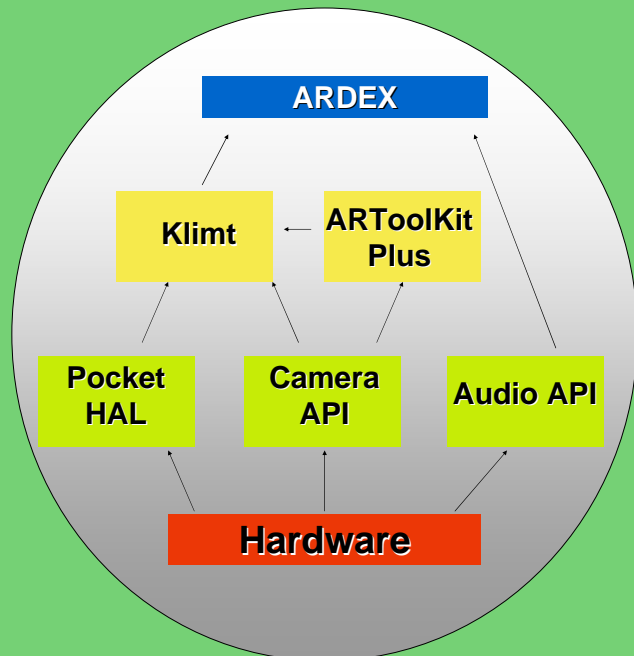 ARDEX
Klimt
ARToolKit
Plus
Pocket
HAL
Camera
API
Audio API
Hardware